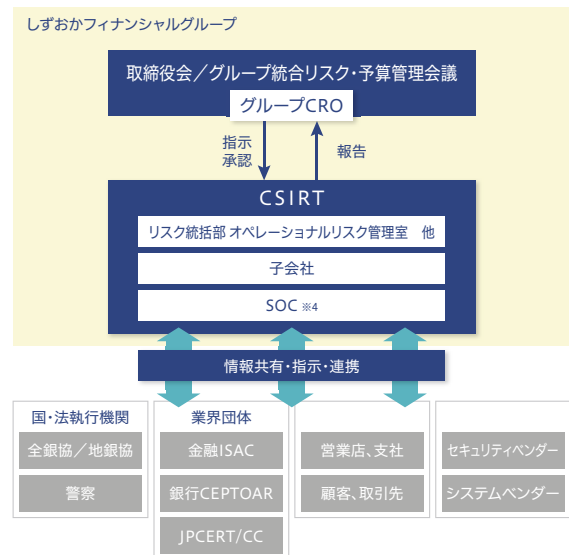 しずおかフィナンシャルグループ
取締役会／グループ統合リスク・予算管理会議
グループCRO
指示
承認
報告
CSIRT
リスク統括部 オペレーショナルリスク管理室　他
子会社
SOC ※4
情報共有・指示・連携
国・法執行機関
全銀協／地銀協
警察
業界団体
金融ISAC
銀行CEPTOAR
JPCERT/CC
営業店、支社
顧客、取引先
セキュリティベンダー
システムベンダー